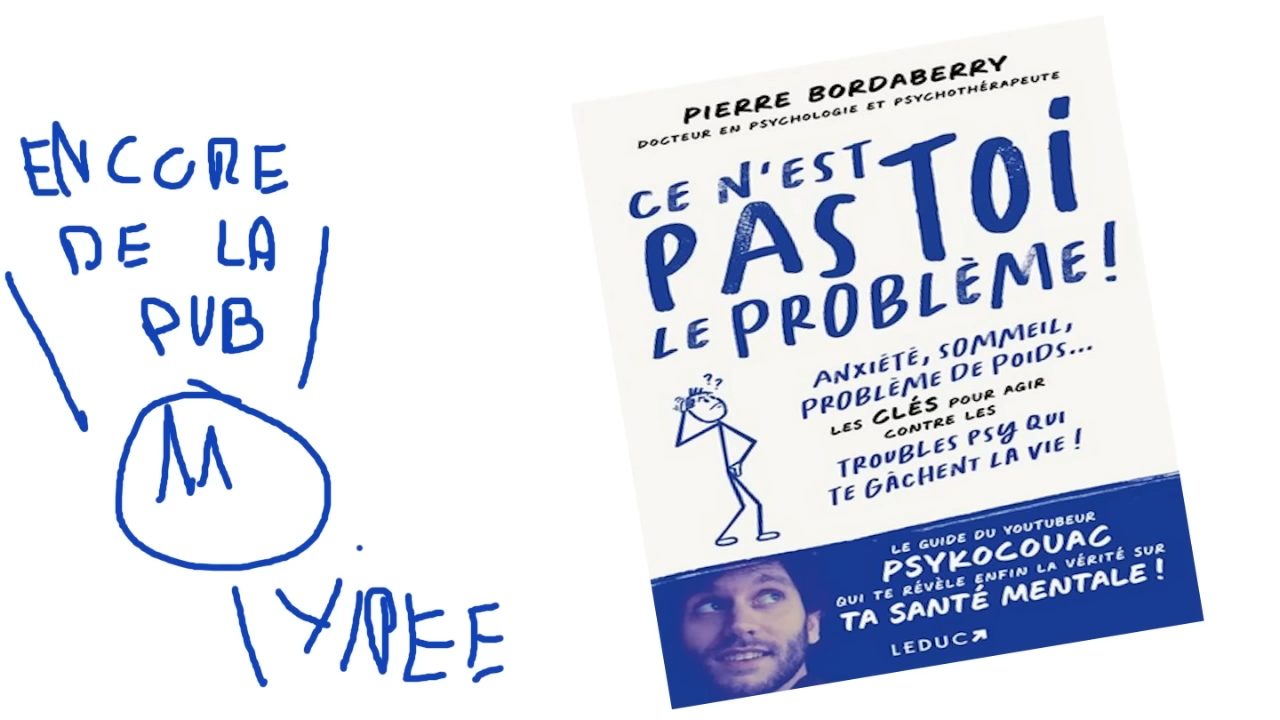 ENCORE
DE LA
PUB
M
YIPEE
PIERRE BORDABERRY
DOCTEUR EN PSYCHOLOGIE ET PSYCHOTHÉRAPEUTE
CE N'EST
PAS TOI
LE PROBLÈME !
ANXIÉTÉ, SOMMEIL,
PROBLÈME DE POIDS...
LES CLÉS POUR AGIR
CONTRE LES
TROUBLES PSY QUI
TE GÂCHENT LA VIE !
??
LE GUIDE DU YOUTUBEUR
PSYKOCOUAC
QUI TE RÉVÈLE ENFIN LA VÉRITÉ SUR
TA SANTÉ MENTALE !
LEDUC